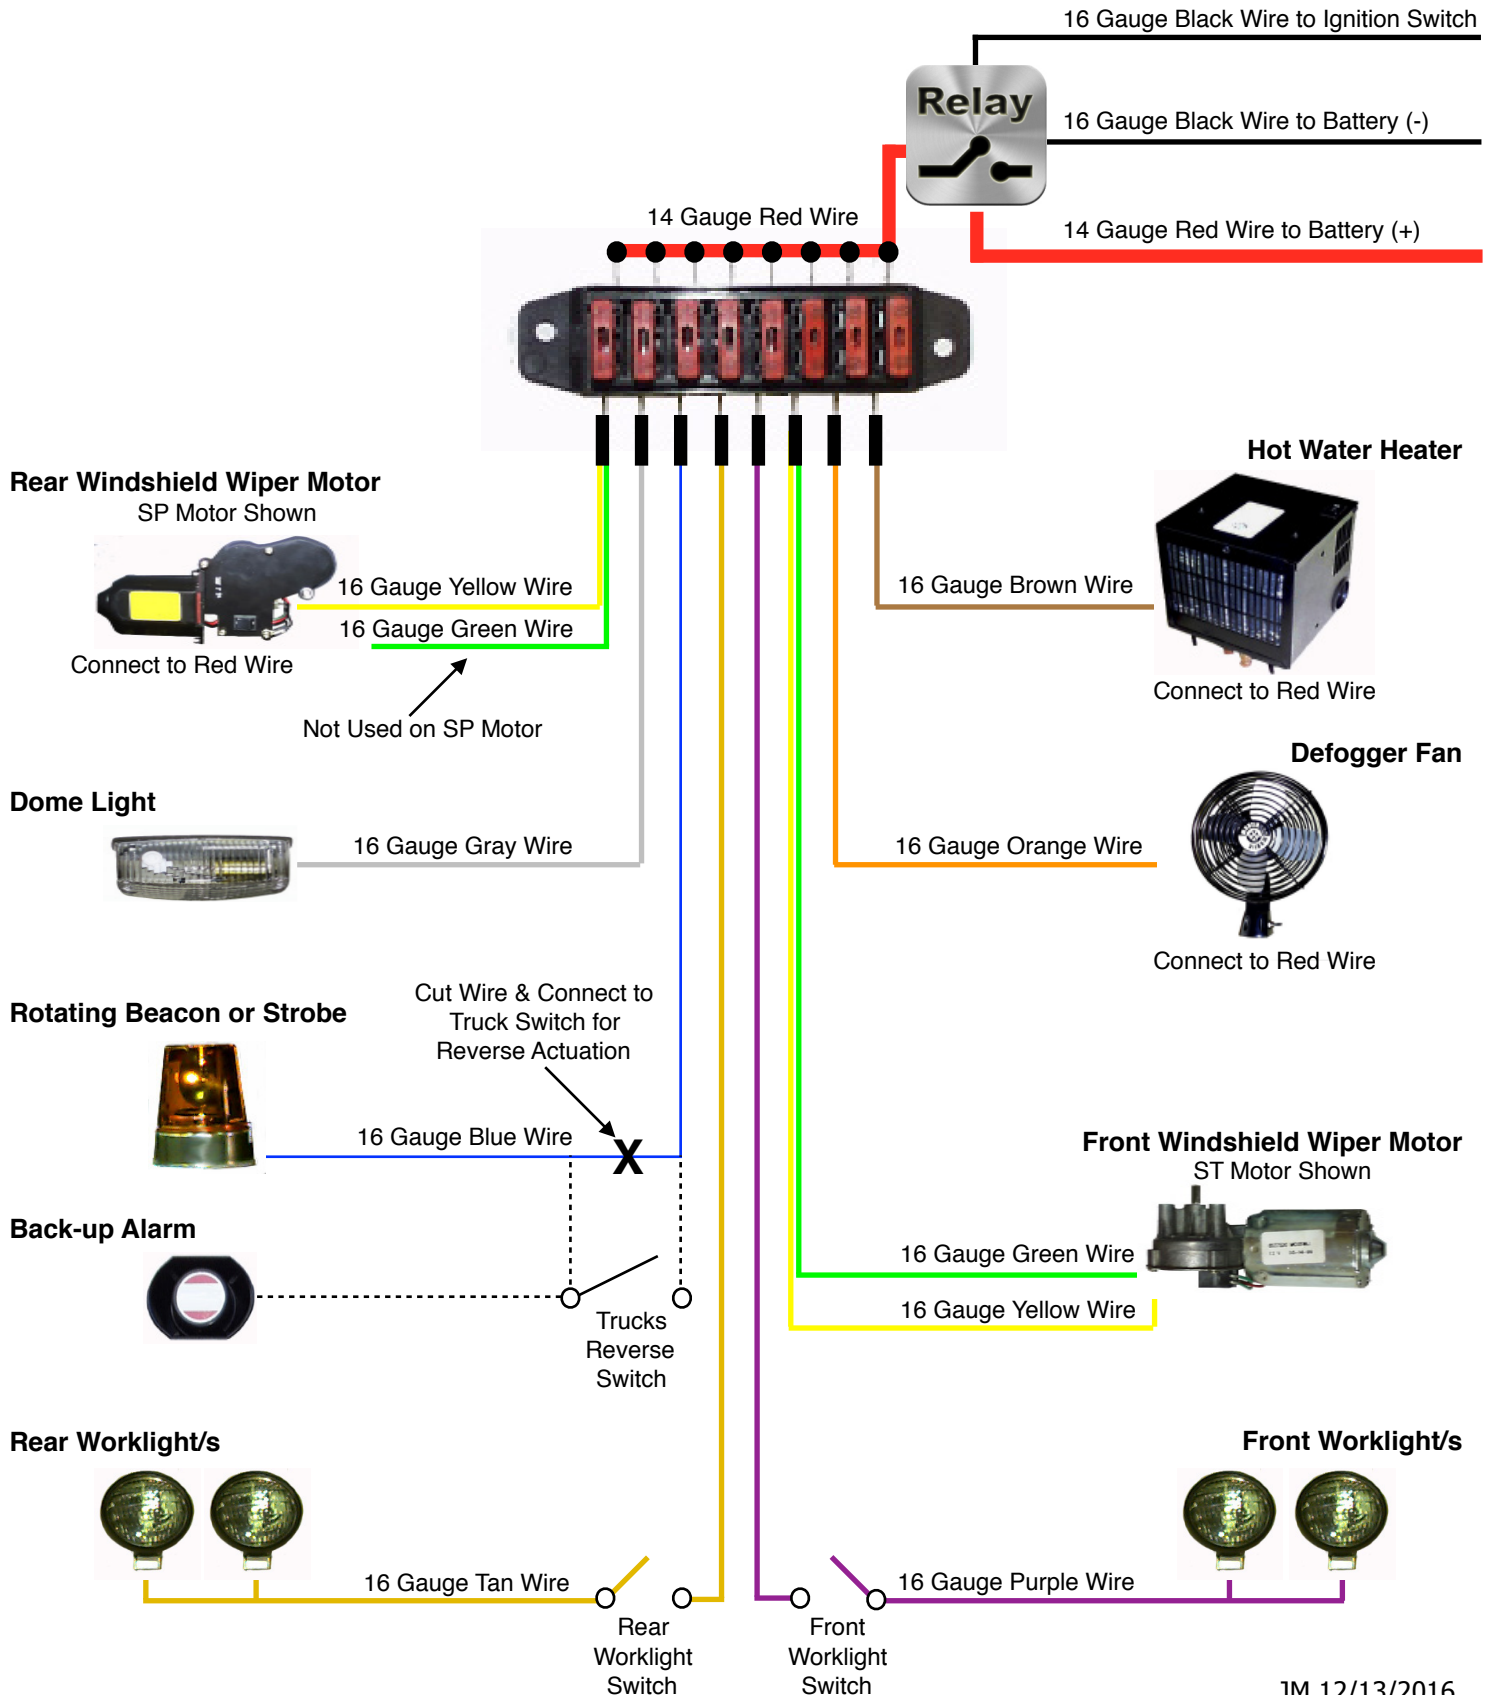 16 Gauge Black Wire to Ignition Switch
Relay
16 Gauge Black Wire to Battery (-)
14 Gauge Red Wire
14 Gauge Red Wire to Battery (+)
Hot Water Heater
Rear Windshield Wiper Motor
SP Motor Shown
16 Gauge Yellow Wire
16 Gauge Brown Wire
16 Gauge Green Wire
Connect to Red Wire
Connect to Red Wire
Not Used on SP Motor
Defogger Fan
Dome Light
16 Gauge Gray Wire
16 Gauge Orange Wire
Connect to Red Wire
Cut Wire & Connect to
Truck Switch for
Reverse Actuation
Rotating Beacon or Strobe
16 Gauge Blue Wire
X
Front Windshield Wiper Motor
ST Motor Shown
Back-up Alarm
16 Gauge Green Wire
16 Gauge Yellow Wire
Trucks
Reverse
Switch
Rear Worklight/s
Front Worklight/s
16 Gauge Tan Wire
16 Gauge Purple Wire
Rear
Worklight
Switch
Front
Worklight
Switch
JM 12/13/2016